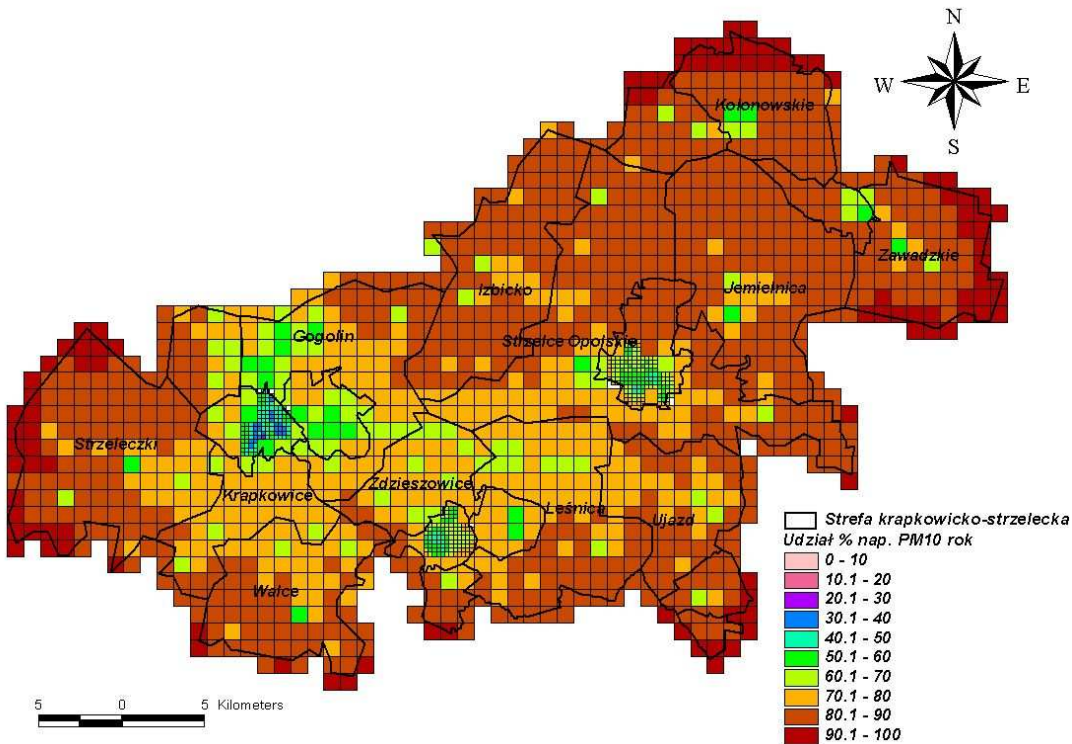 N
W E
S
Kolonowskie
Zawadzkie
Izbicko
Jemielnica
Gogolin
Strzelce Opolskie
Strzeleczki
Krapkowice
Zdzieszowice
Leśnica
Ujazd
Walce
Strefa krapkowicko-strzelecka
Udział % nap. PM10 rok
0 - 10
10.1 - 20
20.1 - 30
30.1 - 40
40.1 - 50
50.1 - 60
60.1 - 70
70.1 - 80
80.1 - 90
90.1 - 100
5 0 5 Kilometers